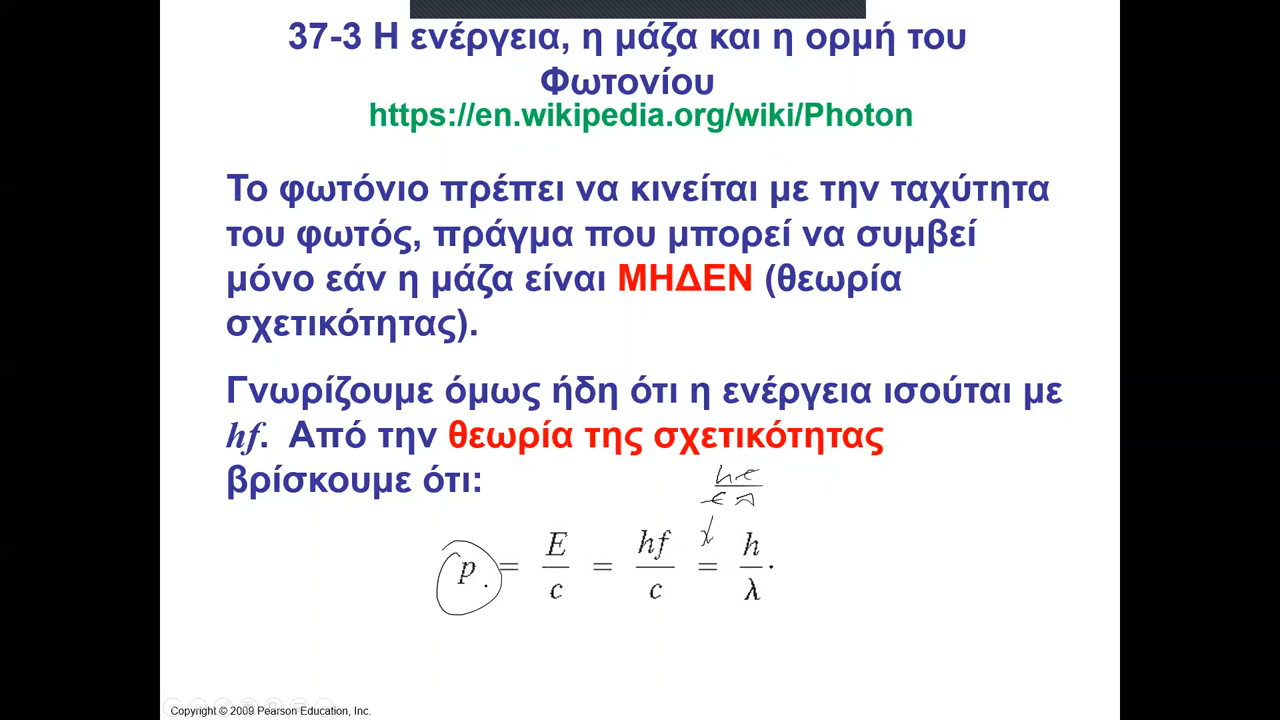 37-3 Η ενέργεια, η μάζα και η ορμή του
Φωτονίου
https://en.wikipedia.org/wiki/Photon
Το φωτόνιο πρέπει να κινείται με την ταχύτητα
του φωτός, πράγμα που μπορεί να συμβεί
μόνο εάν η μάζα είναι ΜΗΔΕΝ (θεωρία
σχετικότητας).
Γνωρίζουμε όμως ήδη ότι η ενέργεια ισούται με
hf. Από την θεωρία της σχετικότητας
βρίσκουμε ότι:
p = E/c = hf/c = h/λ.
Copyright © 2009 Pearson Education, Inc.